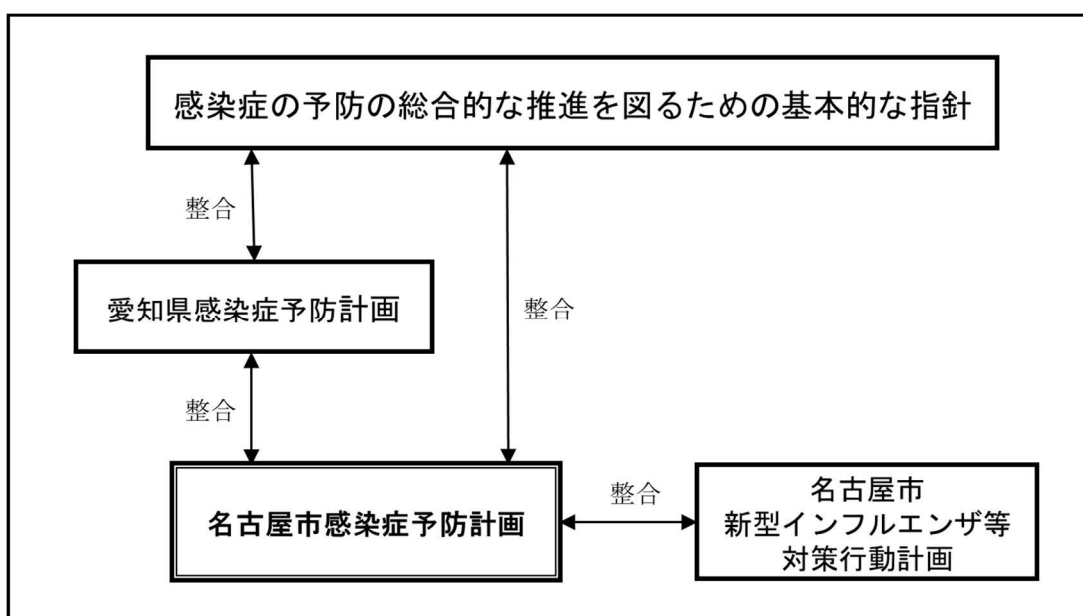 感染症の予防の総合的な推進を図るための基本的な指針
整合
愛知県感染症予防計画
整合
整合
名古屋市感染症予防計画
整合
名古屋市
新型インフルエンザ等
対策行動計画